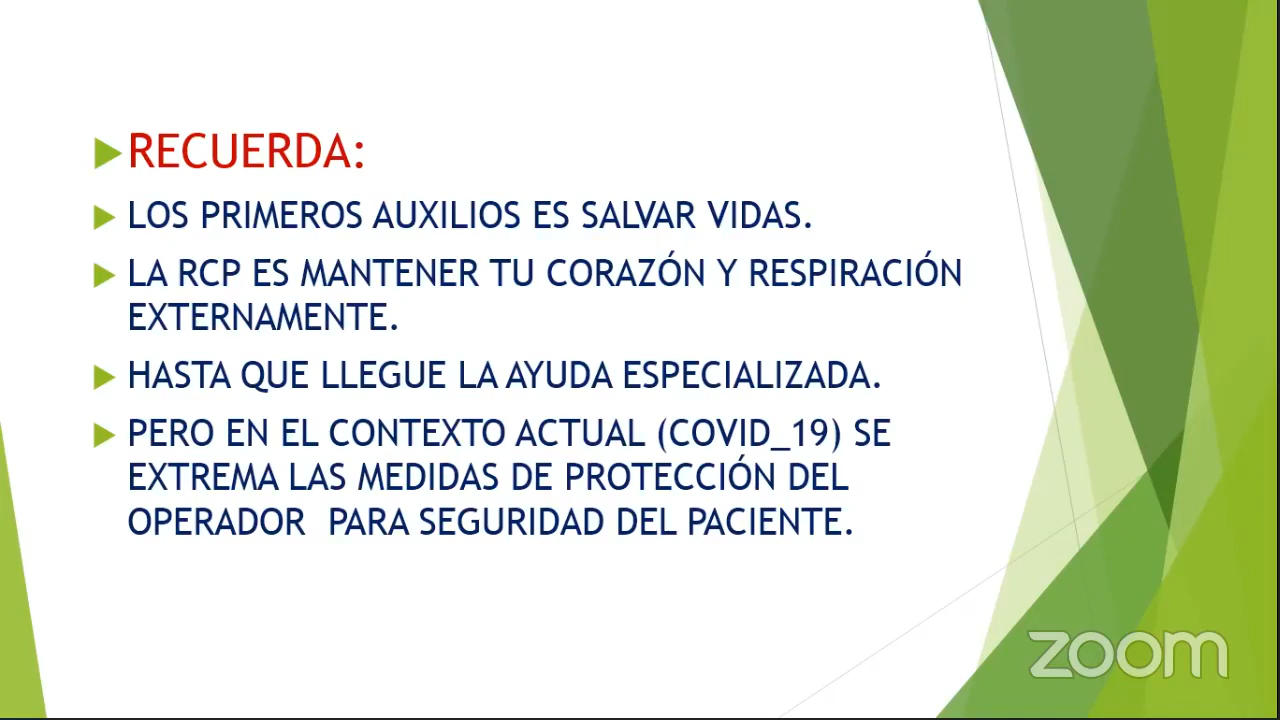 RECUERDA:
LOS PRIMEROS AUXILIOS ES SALVAR VIDAS.
LA RCP ES MANTENER TU CORAZÓN Y RESPIRACIÓN
EXTERNAMENTE.
HASTA QUE LLEGUE LA AYUDA ESPECIALIZADA.
PERO EN EL CONTEXTO ACTUAL (COVID_19) SE
EXTREMA LAS MEDIDAS DE PROTECCIÓN DEL
OPERADOR  PARA SEGURIDAD DEL PACIENTE.
zoom